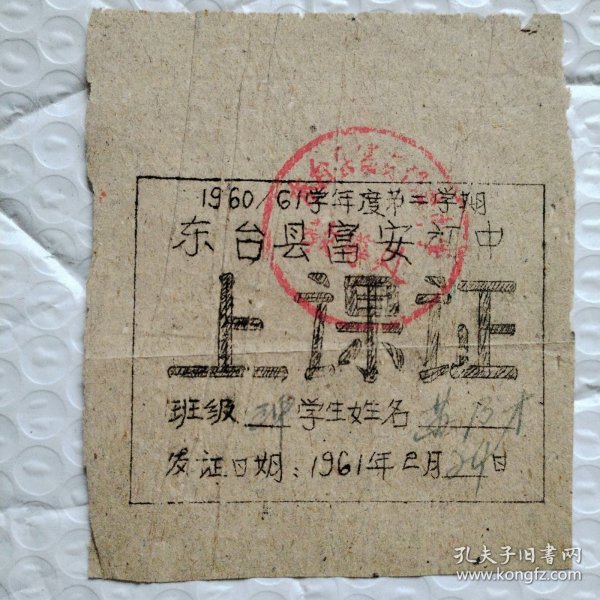 1960/61学年度第二学期
东台县富安初中
上课证
班级 学生姓名 苏
发证日期：1961年2月24日
孔夫子旧书网
www.kongfz.com